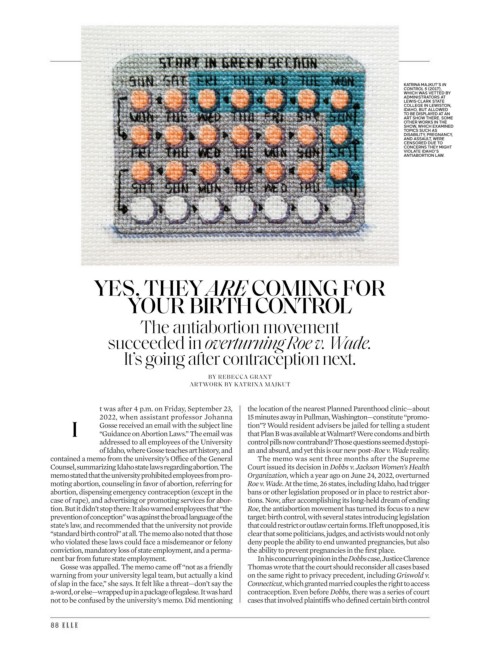 START IN GREEN SECTION
SUN SAT FRI THU WED TUE MON
KATRINA MAJKUT'S IN
CONTROL 5 (2017),
WHICH WAS VETTED BY
ADMINISTRATORS AT
LEWIS-CLARK STATE
COLLEGE IN LEWISTON,
IDAHO, BUT ALLOWED
TO BE DISPLAYED AT AN
ART SHOW THERE. SOME
OTHER WORKS IN THE
SHOW, WHICH EXAMINED
TOPICS SUCH AS
DISABILITY, PREGNANCY,
AND ASSAULT, WERE
CENSORED DUE TO
CONCERNS THEY MIGHT
VIOLATE IDAHO'S
ANTIABORTION LAW.
YES, THEY ARE COMING FOR
YOUR BIRTH CONTROL
The antiabortion movement
succeeded in overturning Roe v. Wade.
It's going after contraception next.
BY REBECCA GRANT
ARTWORK BY KATRINA MAJKUT
It was after 4 p.m. on Friday, September 23,
2022, when assistant professor Johanna
Gosse received an email with the subject line
"Guidance on Abortion Laws." The email was
addressed to all employees of the University
of Idaho, where Gosse teaches art history, and
contained a memo from the university's Office of the General
Counsel, summarizing Idaho state laws regarding abortion. The
memo stated that the university prohibited employees from pro-
moting abortion, counseling in favor of abortion, referring for
abortion, dispensing emergency contraception (except in the
case of rape), and advertising or promoting services for abor-
tion. But it didn't stop there: It also warned employees that "the
prevention of conception" was against the broad language of the
state's law, and recommended that the university not provide
"standard birth control" at all. The memo also noted that those
who violated these laws could face a misdemeanor or felony
conviction, mandatory loss of state employment, and a perma-
nent bar from future state employment.
Gosse was appalled. The memo came off "not as a friendly
warning from your university legal team, but actually a kind
of slap in the face," she says. It felt like a threat—don't say the
a-word, or else—wrapped up in a package of legalese. It was hard
not to be confused by the university's memo. Did mentioning
the location of the nearest Planned Parenthood clinic—about
15 minutes away in Pullman, Washington—constitute "promo-
tion"? Would resident advisers be jailed for telling a student
that Plan B was available at Walmart? Were condoms and birth
control pills now contraband? Those questions seemed dystopi-
an and absurd, and yet this is our new post-Roe v. Wade reality.
The memo was sent three months after the Supreme
Court issued its decision in Dobbs v. Jackson Women's Health
Organization, which a year ago on June 24, 2022, overturned
Roe v. Wade. At the time, 26 states, including Idaho, had trigger
bans or other legislation proposed or in place to restrict abor-
tions. Now, after accomplishing its long-held dream of ending
Roe, the antiabortion movement has turned its focus to a new
target: birth control, with several states introducing legislation
that could restrict or outlaw certain forms. If left unopposed, it is
clear that some politicians, judges, and activists would not only
deny people the ability to end unwanted pregnancies, but also
the ability to prevent pregnancies in the first place.
In his concurring opinion in the Dobbs case, Justice Clarence
Thomas wrote that the court should reconsider all cases based
on the same right to privacy precedent, including Griswold v.
Connecticut, which granted married couples the right to access
contraception. Even before Dobbs, there was a series of court
cases that involved plaintiffs who defined certain birth control
88 ELLE